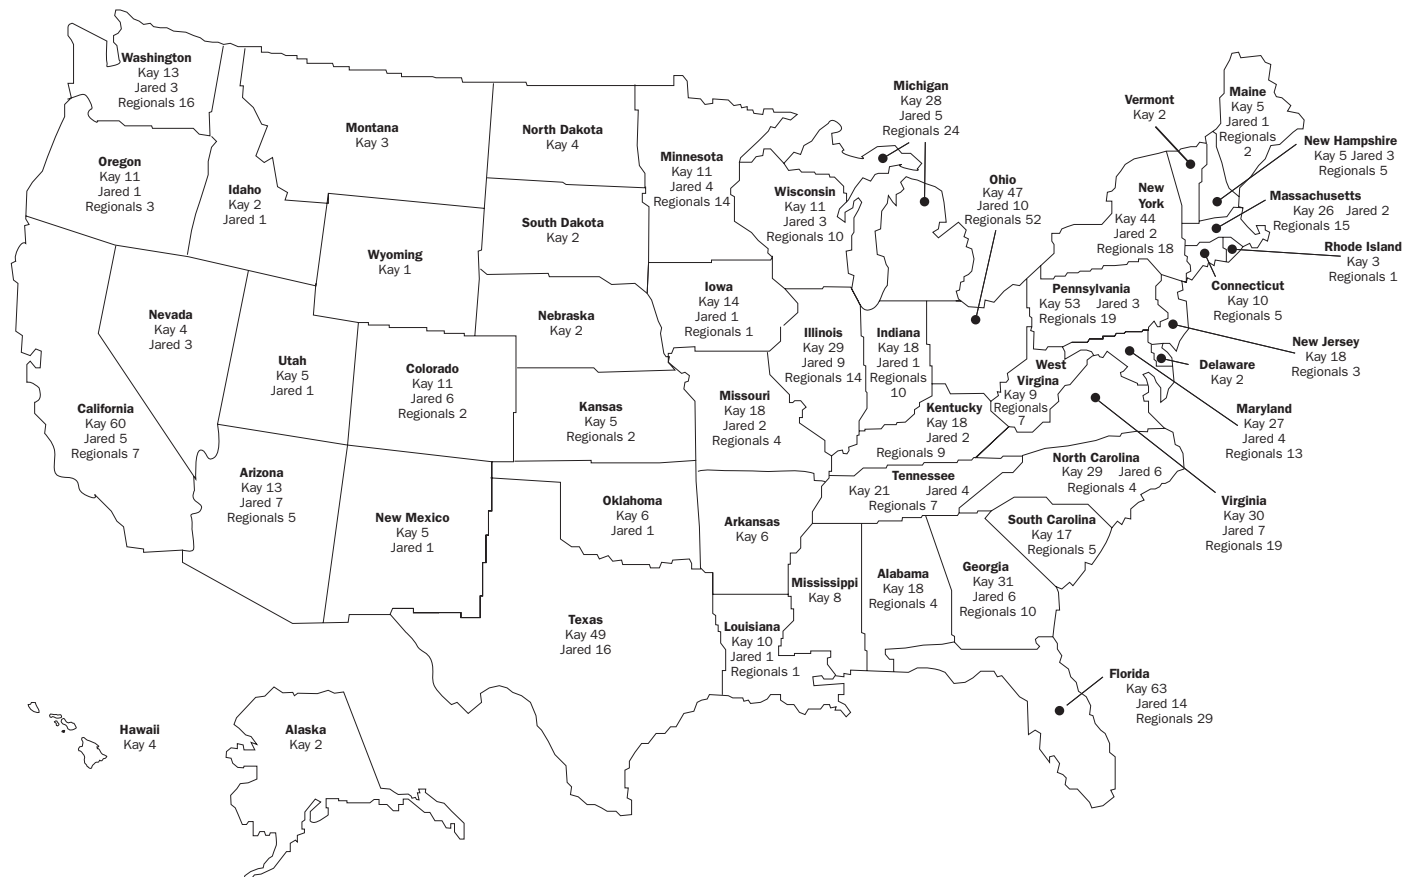 Washington
Kay 13
Jared 3
Regionals 16
Oregon
Kay 11
Jared 1
Regionals 3
Idaho
Kay 2
Jared 1
Montana
Kay 3
North Dakota
Kay 4
Minnesota
Kay 11
Jared 4
Regionals 14
Wisconsin
Kay 11
Jared 3
Regionals 10
Michigan
Kay 28
Jared 5
Regionals 24
Ohio
Kay 47
Jared 10
Regionals 52
Vermont
Kay 2
Maine
Kay 5
Jared 1
Regionals
2
New Hampshire
Kay 5 Jared 3
Regionals 5
Massachusetts
Kay 26 Jared 2
Regionals 15
Rhode Island
Kay 3
Regionals 1
Connecticut
Kay 10
Regionals 5
New
York
Kay 44
Jared 2
Regionals 18
Pennsylvania
Kay 53 Jared 3
Regionals 19
New Jersey
Kay 18
Regionals 3
Delaware
Kay 2
Maryland
Kay 27
Jared 4
Regionals 13
Wyoming
Kay 1
South Dakota
Kay 2
Nebraska
Kay 2
Iowa
Kay 14
Jared 1
Regionals 1
Illinois
Kay 29
Jared 9
Regionals 14
Indiana
Kay 18
Jared 1
Regionals
10
West
Virgina
Kay 9
Regionals
7
Virginia
Kay 30
Jared 7
Regionals 19
Nevada
Kay 4
Jared 3
Utah
Kay 5
Jared 1
Colorado
Kay 11
Jared 6
Regionals 2
Kansas
Kay 5
Regionals 2
Missouri
Kay 18
Jared 2
Regionals 4
Kentucky
Kay 18
Jared 2
Regionals 9
California
Kay 60
Jared 5
Regionals 7
Arizona
Kay 13
Jared 7
Regionals 5
New Mexico
Kay 5
Jared 1
Oklahoma
Kay 6
Jared 1
Arkansas
Kay 6
Tennessee
Kay 21 Jared 4
Regionals 7
North Carolina
Kay 29 Jared 6
Regionals 4
South Carolina
Kay 17
Regionals 5
Mississippi
Kay 8
Alabama
Kay 18
Regionals 4
Georgia
Kay 31
Jared 6
Regionals 10
Texas
Kay 49
Jared 16
Louisiana
Kay 10
Jared 1
Regionals 1
Florida
Kay 63
Jared 14
Regionals 29
Hawaii
Kay 4
Alaska
Kay 2